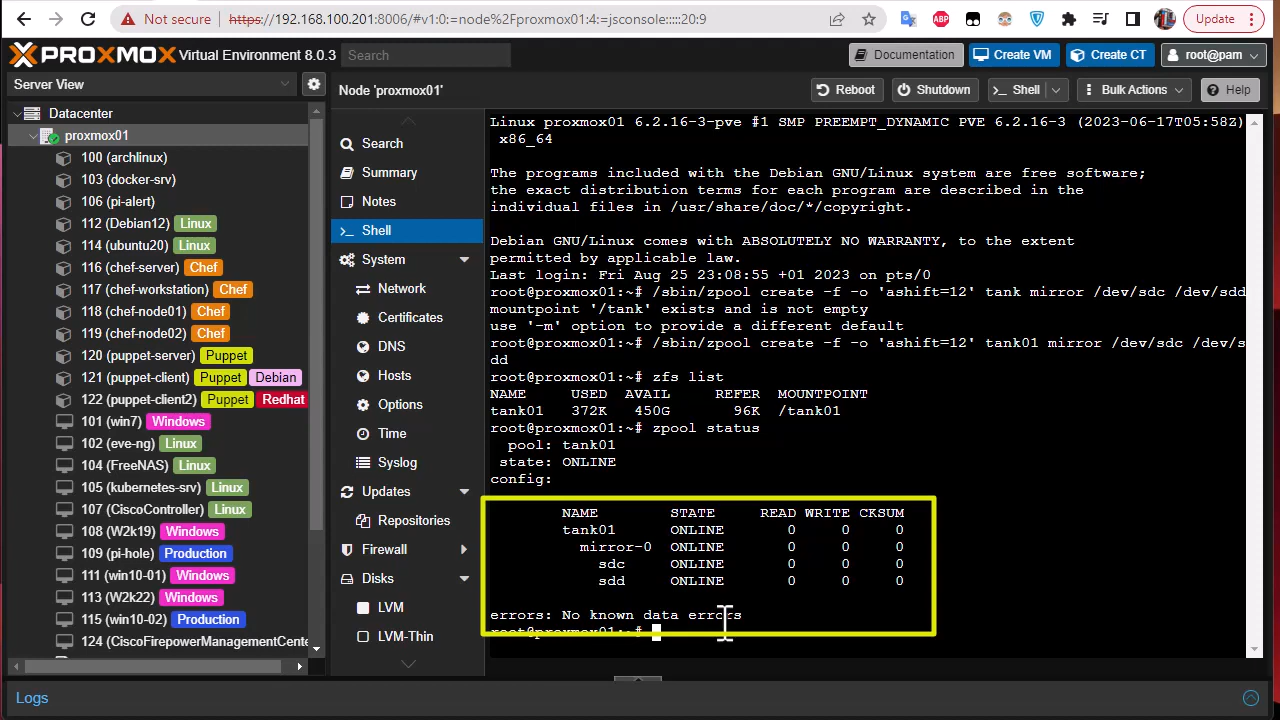 Not secure
https://192.168.100.201:8006/#v1:0:=node%2Fproxmox01:4:=jsconsole::::20:9
ABP
Update
PROXMOX Virtual Environment 8.0.3
Search
Documentation
Create VM
Create CT
root@pam
Server View
Node 'proxmox01'
Reboot
Shutdown
Shell
Bulk Actions
Help
Datacenter
proxmox01
100 (archlinux)
103 (docker-srv)
106 (pi-alert)
112 (Debian12) Linux
114 (ubuntu20) Linux
116 (chef-server) Chef
117 (chef-workstation) Chef
118 (chef-node01) Chef
119 (chef-node02) Chef
120 (puppet-server) Puppet
121 (puppet-client) Puppet Debian
122 (puppet-client2) Puppet Redhat
101 (win7) Windows
102 (eve-ng) Linux
104 (FreeNAS) Linux
105 (kubernetes-srv) Linux
107 (CiscoController) Linux
108 (W2k19) Windows
109 (pi-hole) Production
111 (win10-01) Windows
113 (W2k22) Windows
115 (win10-02) Production
124 (CiscoFirepowerManagementCente
Search
Summary
Notes
Shell
System
Network
Certificates
DNS
Hosts
Options
Time
Syslog
Updates
Repositories
Firewall
Disks
LVM
LVM-Thin
Linux proxmox01 6.2.16-3-pve #1 SMP PREEMPT_DYNAMIC PVE 6.2.16-3 (2023-06-17T05:58Z)
x86_64
The programs included with the Debian GNU/Linux system are free software;
the exact distribution terms for each program are described in the
individual files in /usr/share/doc/*/copyright.
Debian GNU/Linux comes with ABSOLUTELY NO WARRANTY, to the extent
permitted by applicable law.
Last login: Fri Aug 25 23:08:55 +01 2023 on pts/0
root@proxmox01:~# /sbin/zpool create -f -o 'ashift=12' tank mirror /dev/sdc /dev/sdd
mountpoint '/tank' exists and is not empty
use '-m' option to provide a different default
root@proxmox01:~# /sbin/zpool create -f -o 'ashift=12' tank01 mirror /dev/sdc /dev/s
dd
root@proxmox01:~# zfs list
NAME USED AVAIL REFER MOUNTPOINT
tank01 372K 450G 96K /tank01
root@proxmox01:~# zpool status
pool: tank01
state: ONLINE
config:
NAME STATE READ WRITE CKSUM
tank01 ONLINE 0 0 0
mirror-0 ONLINE 0 0 0
sdc ONLINE 0 0 0
sdd ONLINE 0 0 0
errors: No known data errors
root@proxmox01:~#
Logs